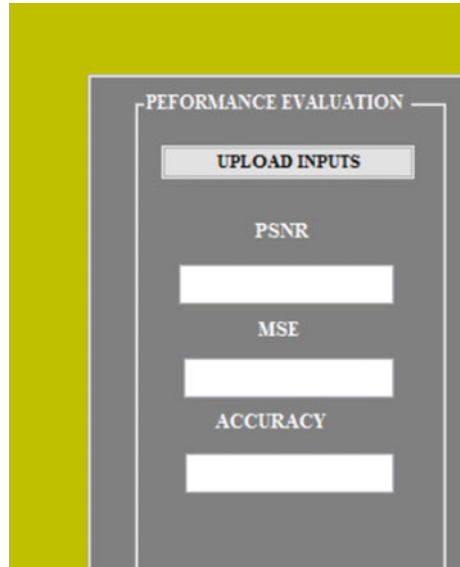 PEFORMANCE EVALUATION
UPLOAD INPUTS
PSNR
MSE
ACCURACY